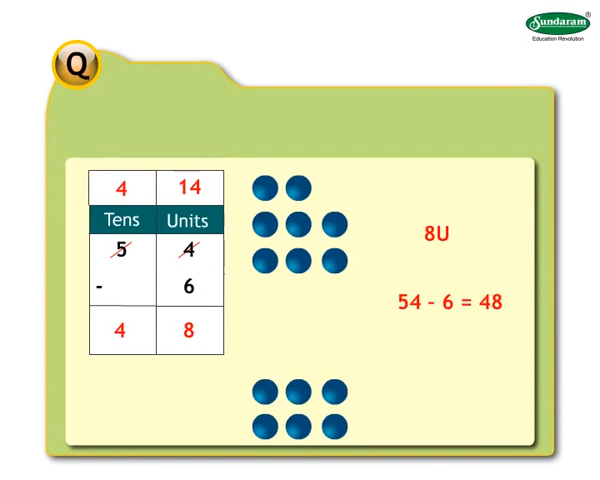 Sundaram®
Education Revolution
Q
4 14
Tens Units
5 4
- 6
4 8
8U
54 - 6 = 48